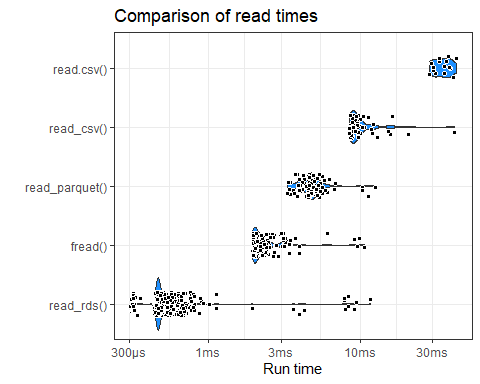 Comparison of read times
read.csv()
read_csv()
read_parquet()
fread()
read_rds()
300µs 1ms 3ms 10ms 30ms
Run time